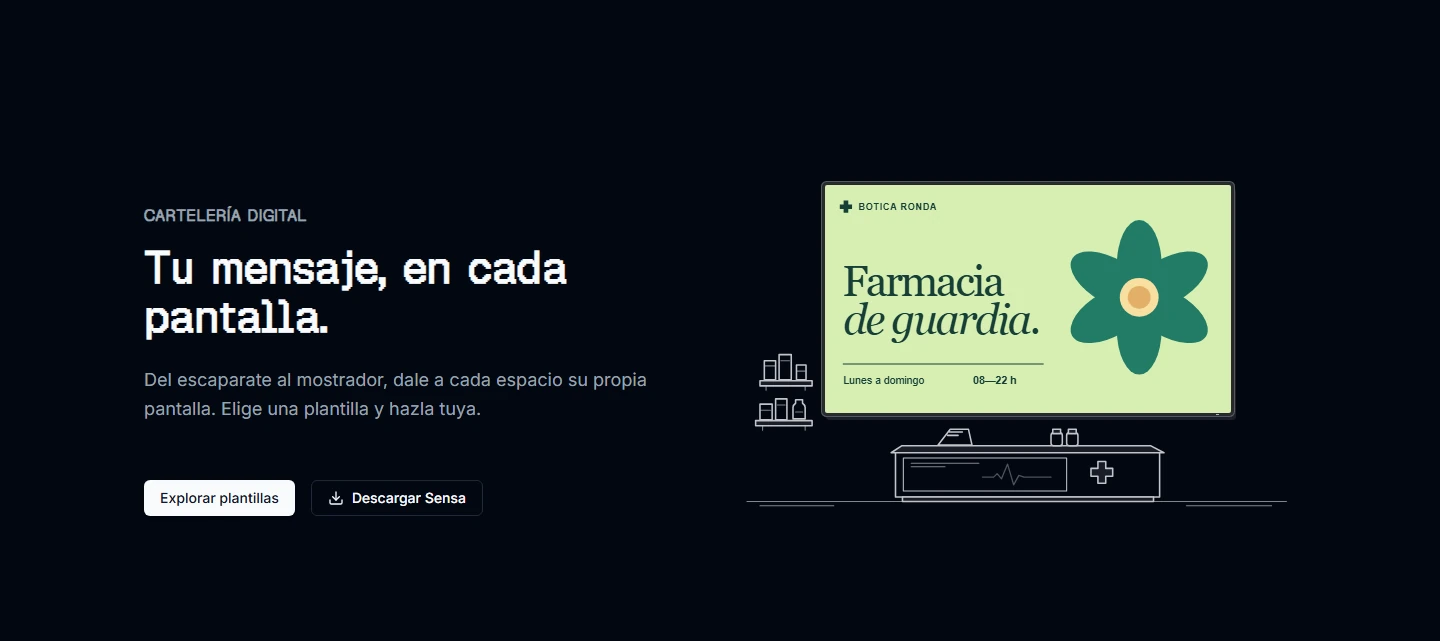 CARTELERÍA DIGITAL
Tu mensaje, en cada
pantalla.
Del escaparate al mostrador, dale a cada espacio su propia
pantalla. Elige una plantilla y hazla tuya.
Explorar plantillas
Descargar Sensa
BOTICA RONDA
Farmacia
de guardia.
Lunes a domingo 08—22 h